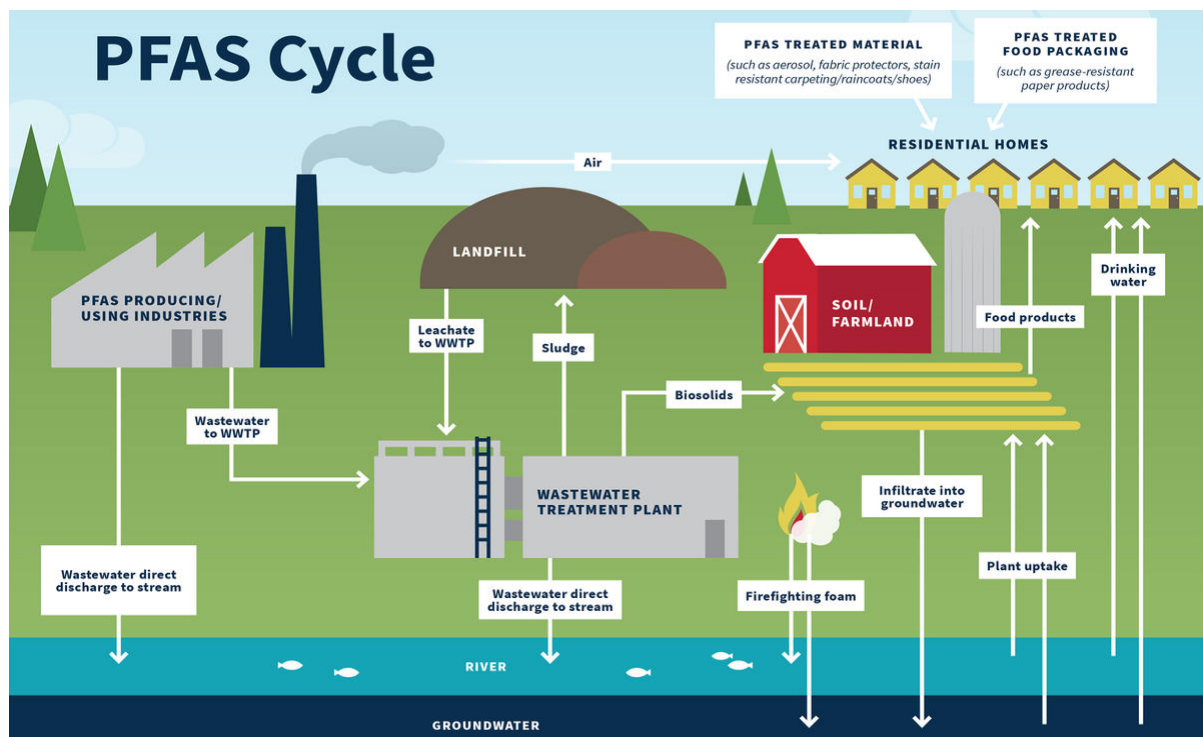 PFAS Cycle
PFAS TREATED MATERIAL
(such as aerosol, fabric protectors, stain
resistant carpeting/raincoats/shoes)
PFAS TREATED
FOOD PACKAGING
(such as grease-resistant
paper products)
RESIDENTIAL HOMES
Air
LANDFILL
PFAS PRODUCING/
USING INDUSTRIES
SOIL/
FARMLAND
Drinking
water
Food products
Leachate
to WWTP
Sludge
Biosolids
Wastewater
to WWTP
WASTEWATER
TREATMENT PLANT
Infiltrate into
groundwater
Plant uptake
Wastewater direct
discharge to stream
Wastewater direct
discharge to stream
Firefighting foam
RIVER
GROUNDWATER